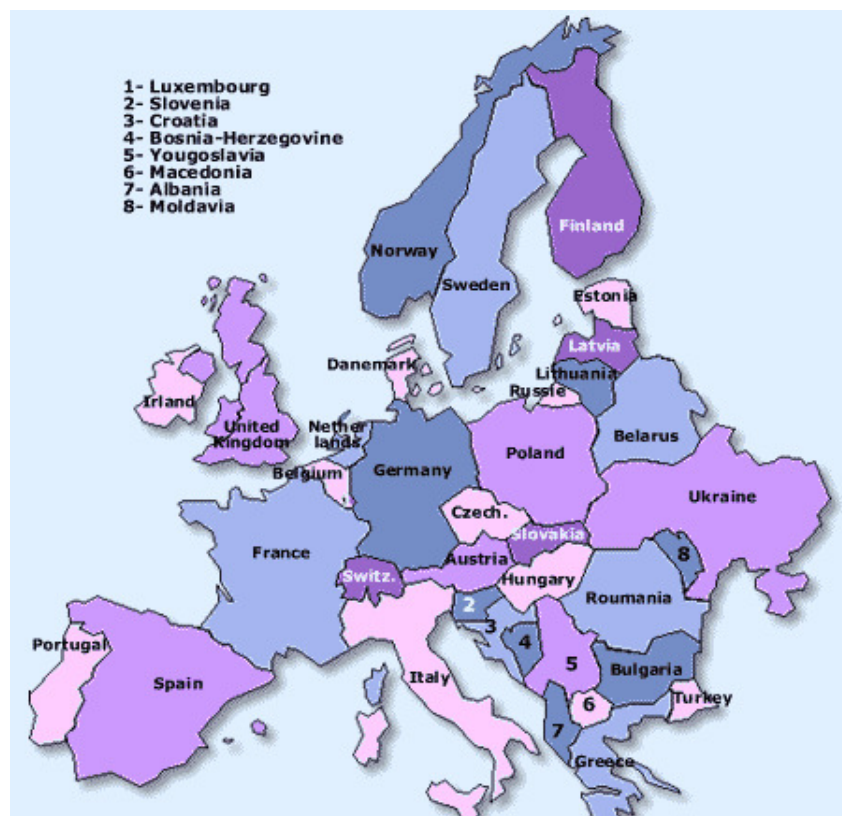 1- Luxembourg
2- Slovenia
3- Croatia
4- Bosnia-Herzegovine
5- Yougoslavia
6- Macedonia
7- Albania
8- Moldavia
Finland
Norway
Sweden
Estonia
Latvia
Danemark
Lithuania
Russie
Irland
United
Kingdom
Nether
lands
Belarus
Poland
Belgium
Germany
Ukraine
Czech.
Slovakia
France
Austria
8
Switz.
Hungary
Roumania
2
3
4
Portugal
5
Bulgaria
Spain
Italy
6
Turkey
7
Greece